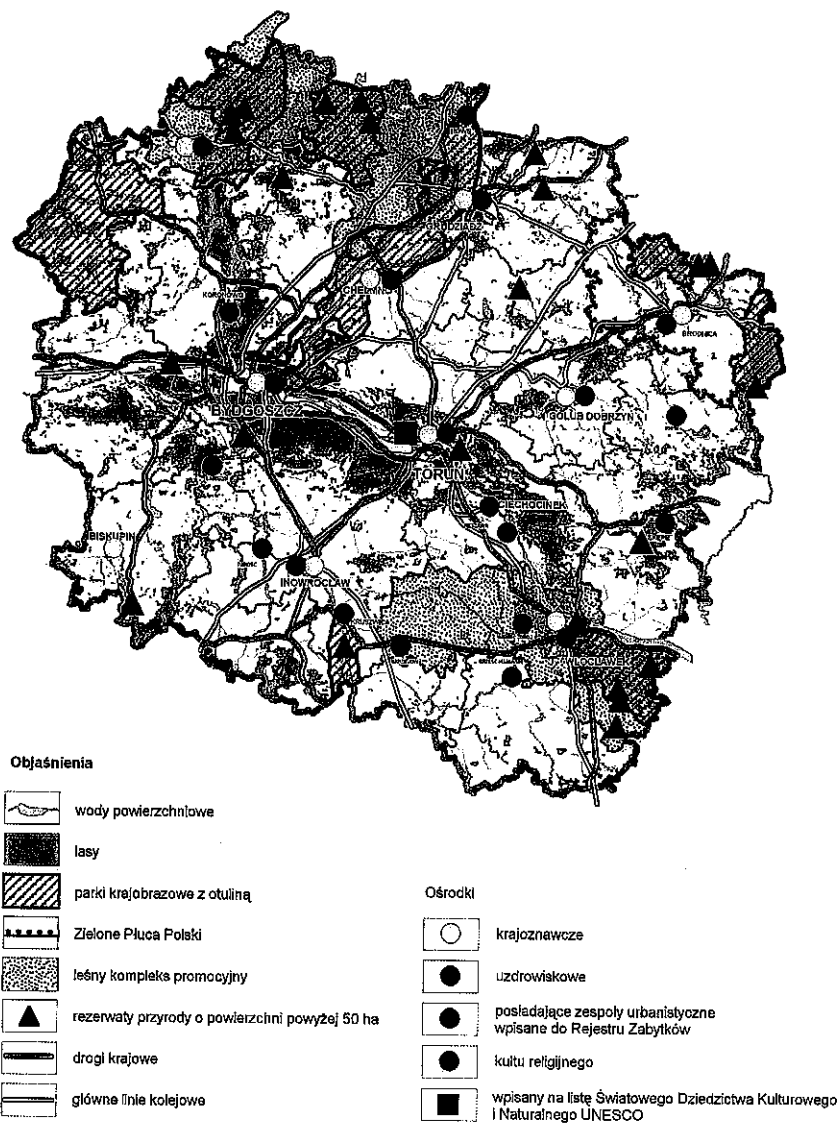 GRUDZIĄDZ
CHEŁMNO
KORONOWO
BRODNICA
BYDGOSZCZ
GOLUB DOBRZYŃ
TORUŃ
CIECHOCINEK
BISKUPIN
INOWROCŁAW
WŁOCŁAWEK
Objaśnienia
wody powierzchniowe
lasy
parki krajobrazowe z otuliną
Zielone Płuca Polski
leśny kompleks promocyjny
rezerwaty przyrody o powierzchni powyżej 50 ha
drogi krajowe
główne linie kolejowe
Ośrodki
krajoznawcze
uzdrowiskowe
posiadające zespoły urbanistyczne
wpisane do Rejestru Zabytków
kultu religijnego
wpisany na listę Światowego Dziedzictwa Kulturowego
i Naturalnego UNESCO